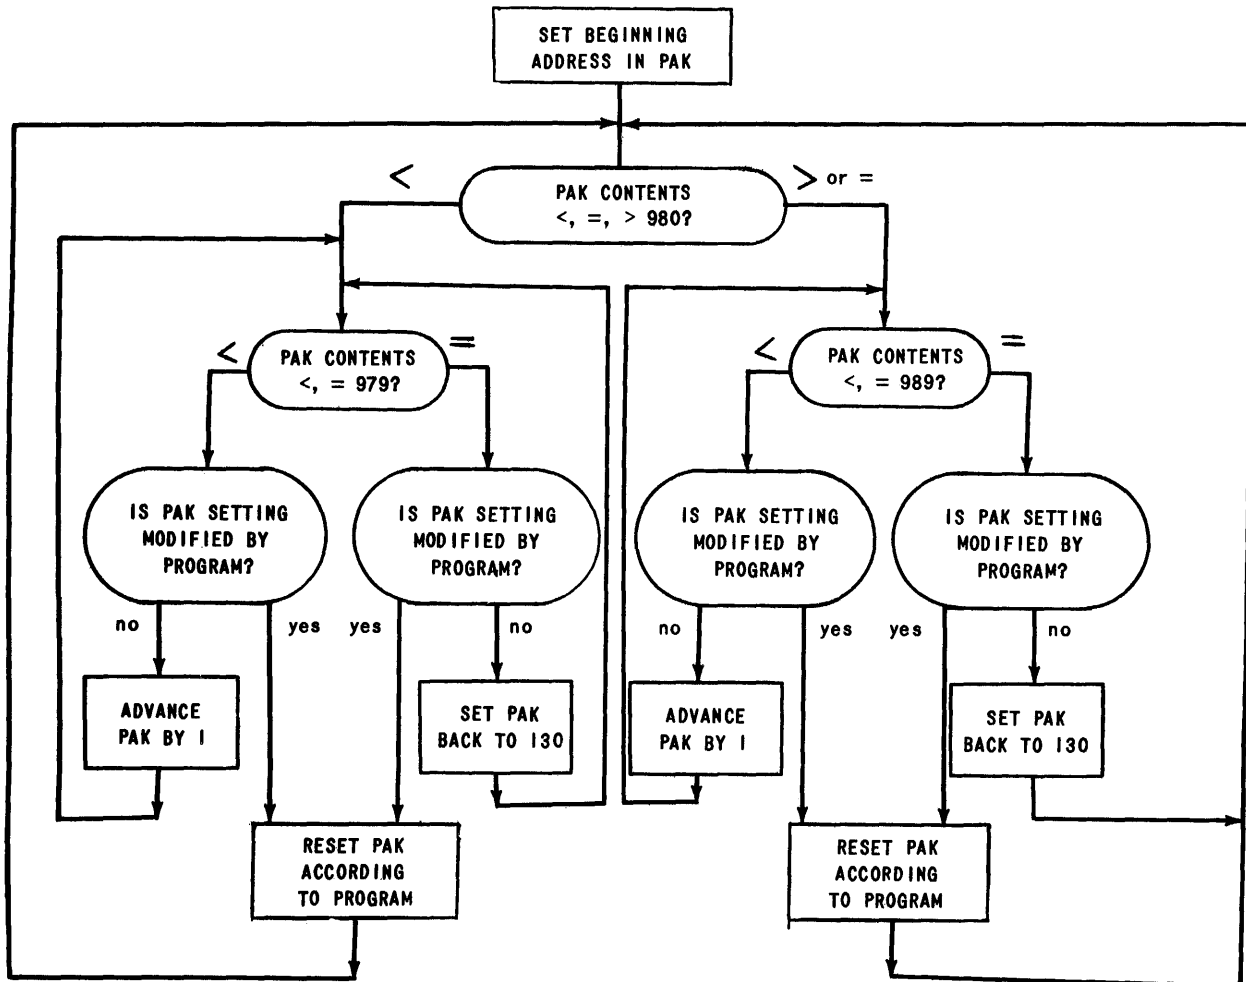 SET BEGINNING
ADDRESS IN PAK
<
> or =
PAK CONTENTS
<, =, > 980?
<
=
PAK CONTENTS
<, = 979?
<
=
PAK CONTENTS
<, = 989?
IS PAK SETTING
MODIFIED BY
PROGRAM?
IS PAK SETTING
MODIFIED BY
PROGRAM?
IS PAK SETTING
MODIFIED BY
PROGRAM?
IS PAK SETTING
MODIFIED BY
PROGRAM?
no
yes
yes
no
no
yes
yes
no
ADVANCE
PAK BY 1
SET PAK
BACK TO 130
ADVANCE
PAK BY 1
SET PAK
BACK TO 130
RESET PAK
ACCORDING
TO PROGRAM
RESET PAK
ACCORDING
TO PROGRAM